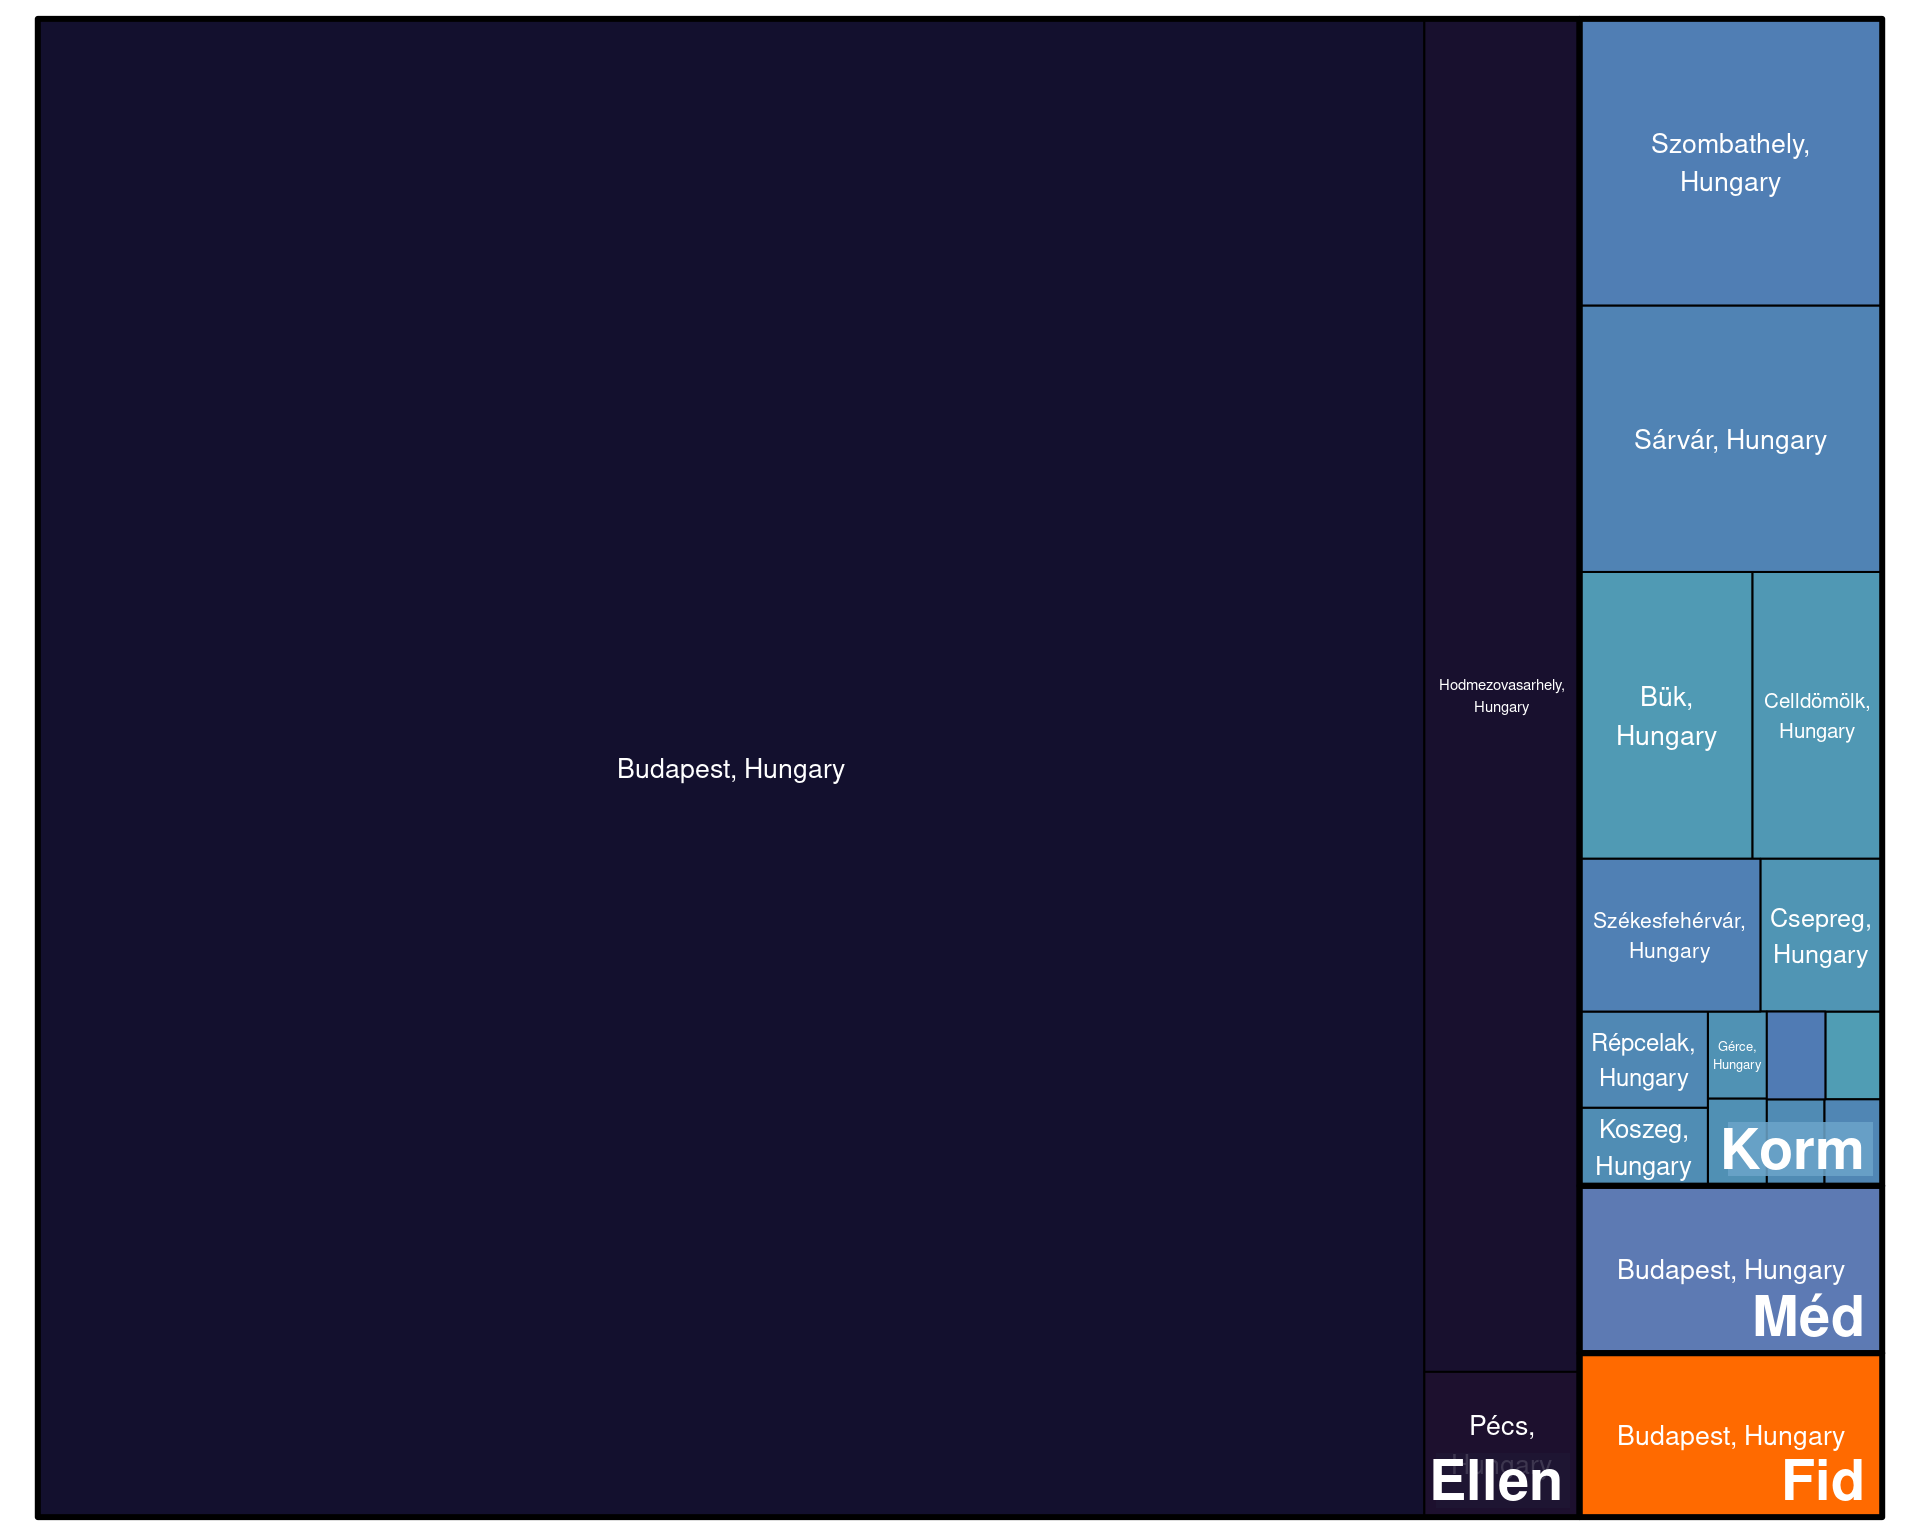 Budapest, Hungary
Hodmezovasarhely,
Hungary
Pécs,
Hungary
Ellen
Szombathely,
Hungary
Sárvár, Hungary
Bük,
Hungary
Celldömölk,
Hungary
Székesfehérvár,
Hungary
Csepreg,
Hungary
Répcelak,
Hungary
Gérce,
Hungary
Koszeg,
Hungary
Korm
Budapest, Hungary
Méd
Budapest, Hungary
Fid